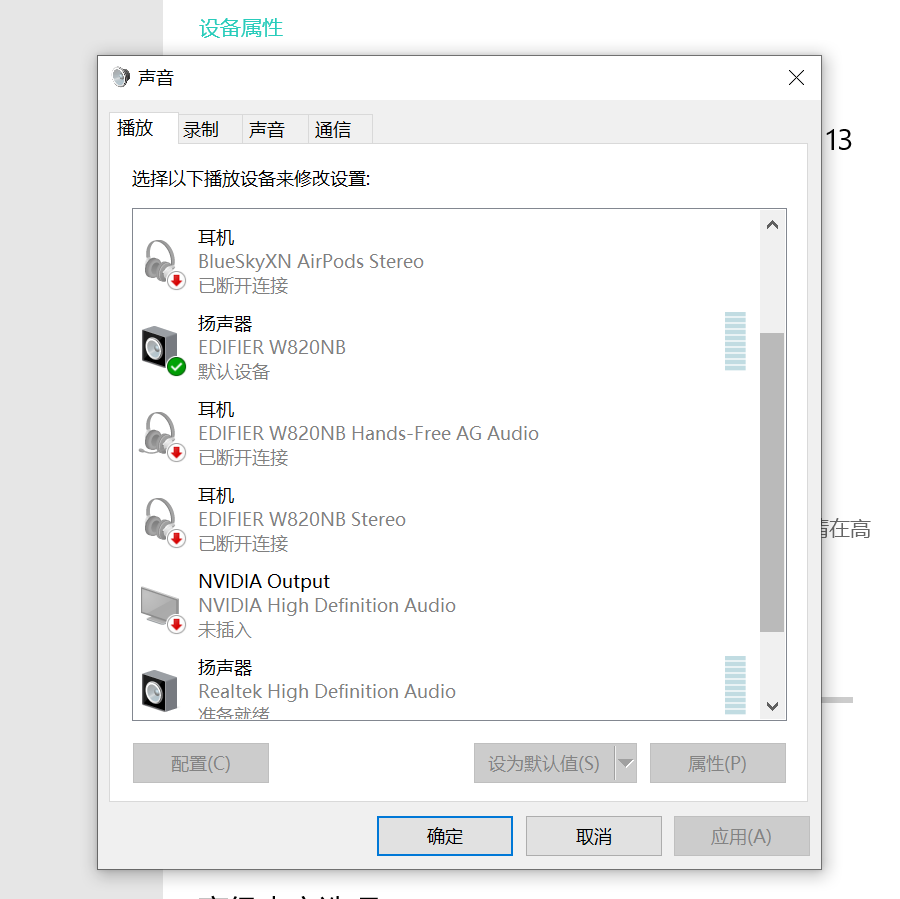 设备属性
声音
播放
录制
声音
通信
13
选择以下播放设备来修改设置:
耳机
BlueSkyXN AirPods Stereo
已断开连接
扬声器
EDIFIER W820NB
默认设备
耳机
EDIFIER W820NB Hands-Free AG Audio
已断开连接
耳机
EDIFIER W820NB Stereo
已断开连接
请在高
NVIDIA Output
NVIDIA High Definition Audio
未插入
扬声器
Realtek High Definition Audio
准备就绪
配置(C)
设为默认值(S)
属性(P)
确定
取消
应用(A)